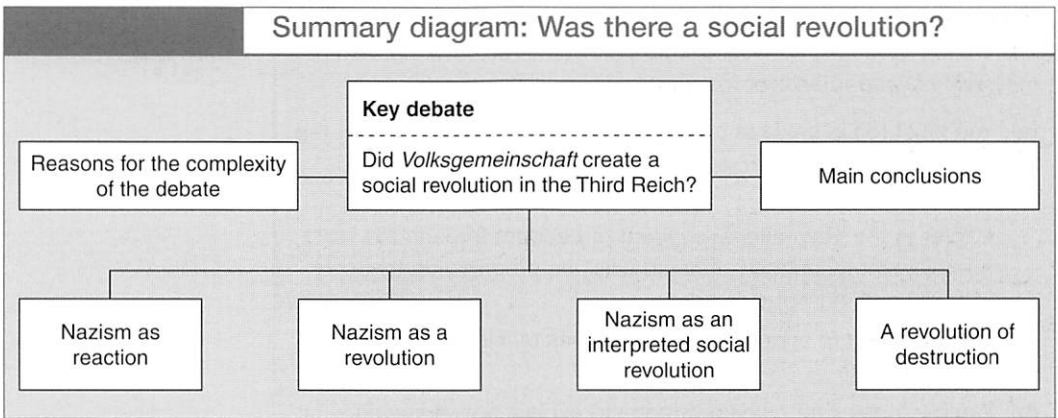 Summary diagram: Was there a social revolution?
Key debate
Did Volksgemeinschaft create a
social revolution in the Third Reich?
Reasons for the complexity
of the debate
Main conclusions
Nazism as
reaction
Nazism as a
revolution
Nazism as an
interpreted social
revolution
A revolution of
destruction